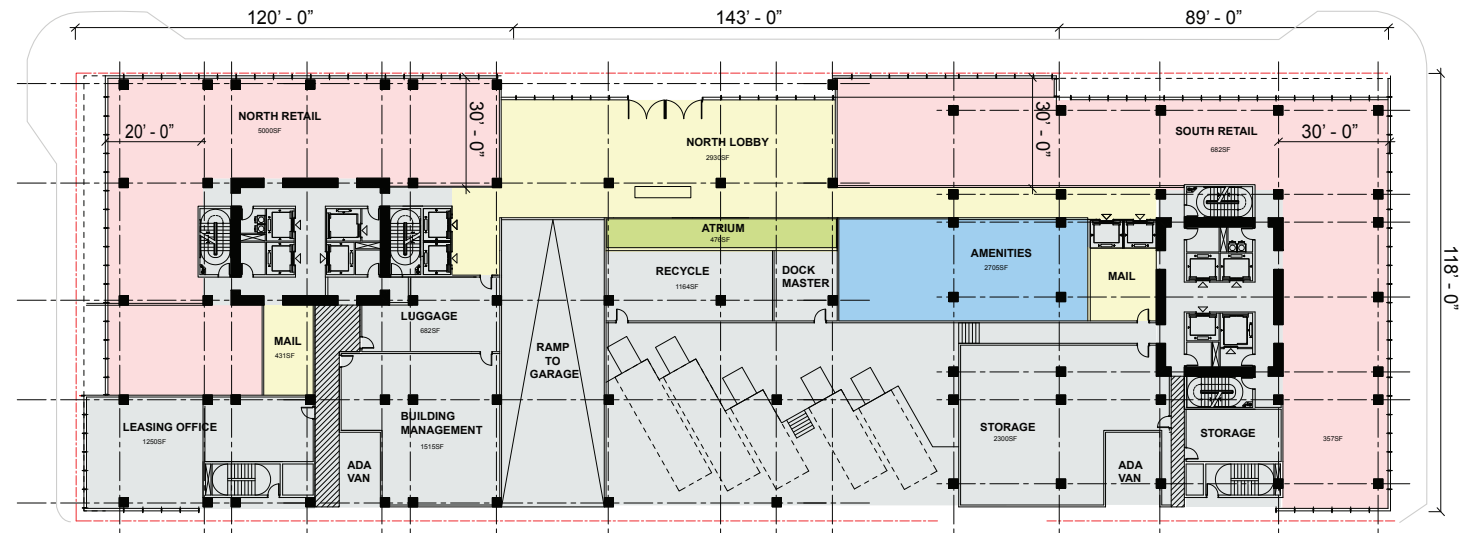 120' - 0”
143' - 0”
89' - 0”
NORTH RETAIL
5000SF
20' - 0”
30' - 0”
NORTH LOBBY
2930SF
30' - 0”
SOUTH RETAIL
682SF
30' - 0”
118' - 0”
ATRIUM
476SF
RECYCLE
1164SF
DOCK
MASTER
AMENITIES
2705SF
MAIL
LUGGAGE
682SF
MAIL
431SF
RAMP
TO
GARAGE
LEASING OFFICE
1250SF
BUILDING
MANAGEMENT
1515SF
ADA
VAN
STORAGE
2300SF
ADA
VAN
STORAGE
357SF